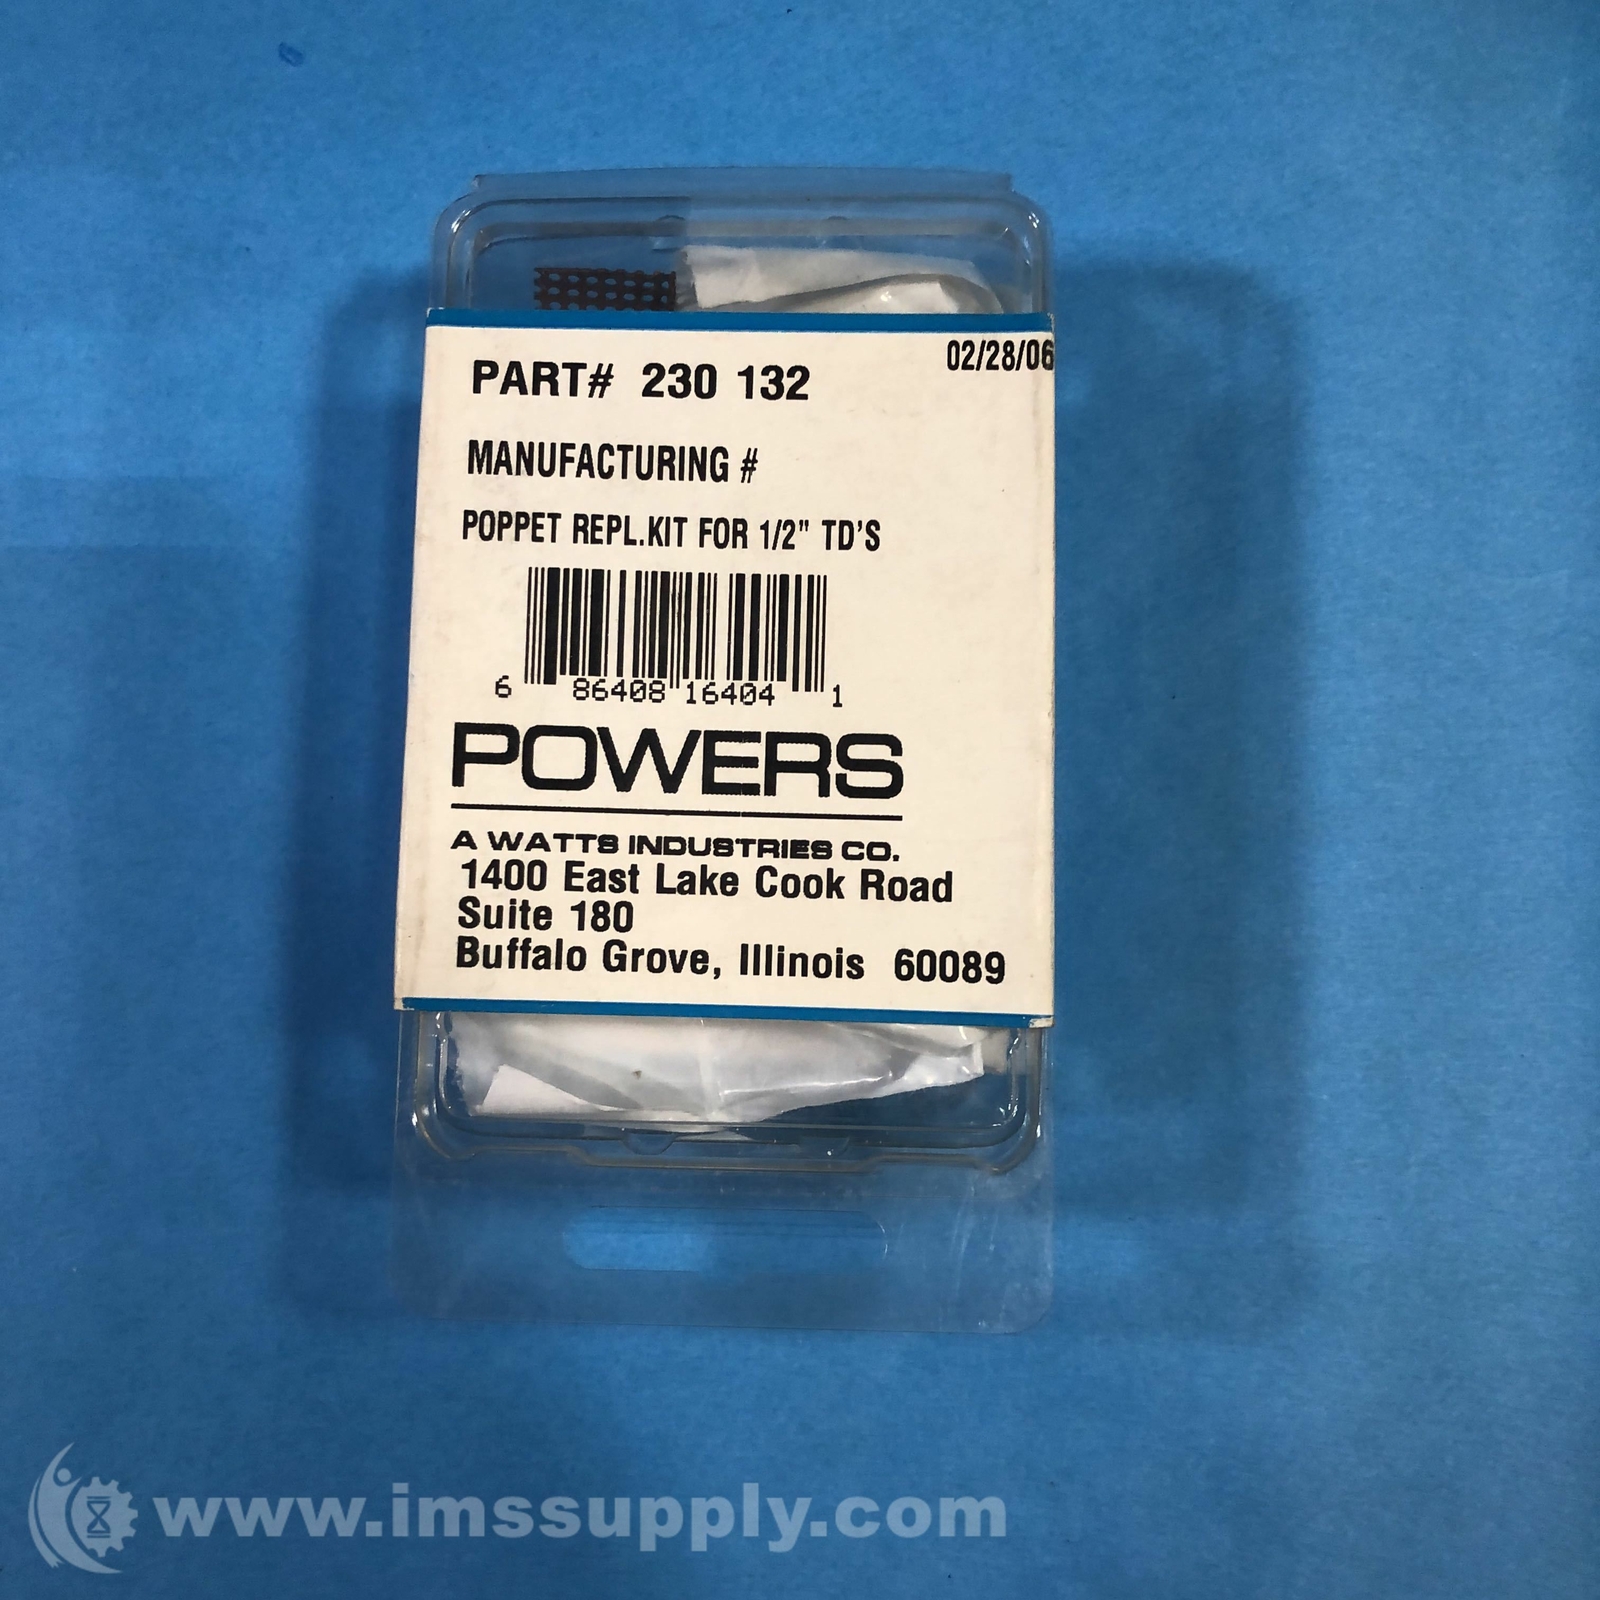 02/28/06
PART# 230 132
MANUFACTURING #
POPPET REPL.KIT FOR 1/2" TD'S
6 86408 16404 1
POWERS
A WATTS INDUSTRIES CO.
1400 East Lake Cook Road
Suite 180
Buffalo Grove, Illinois 60089
www.imssupply.com